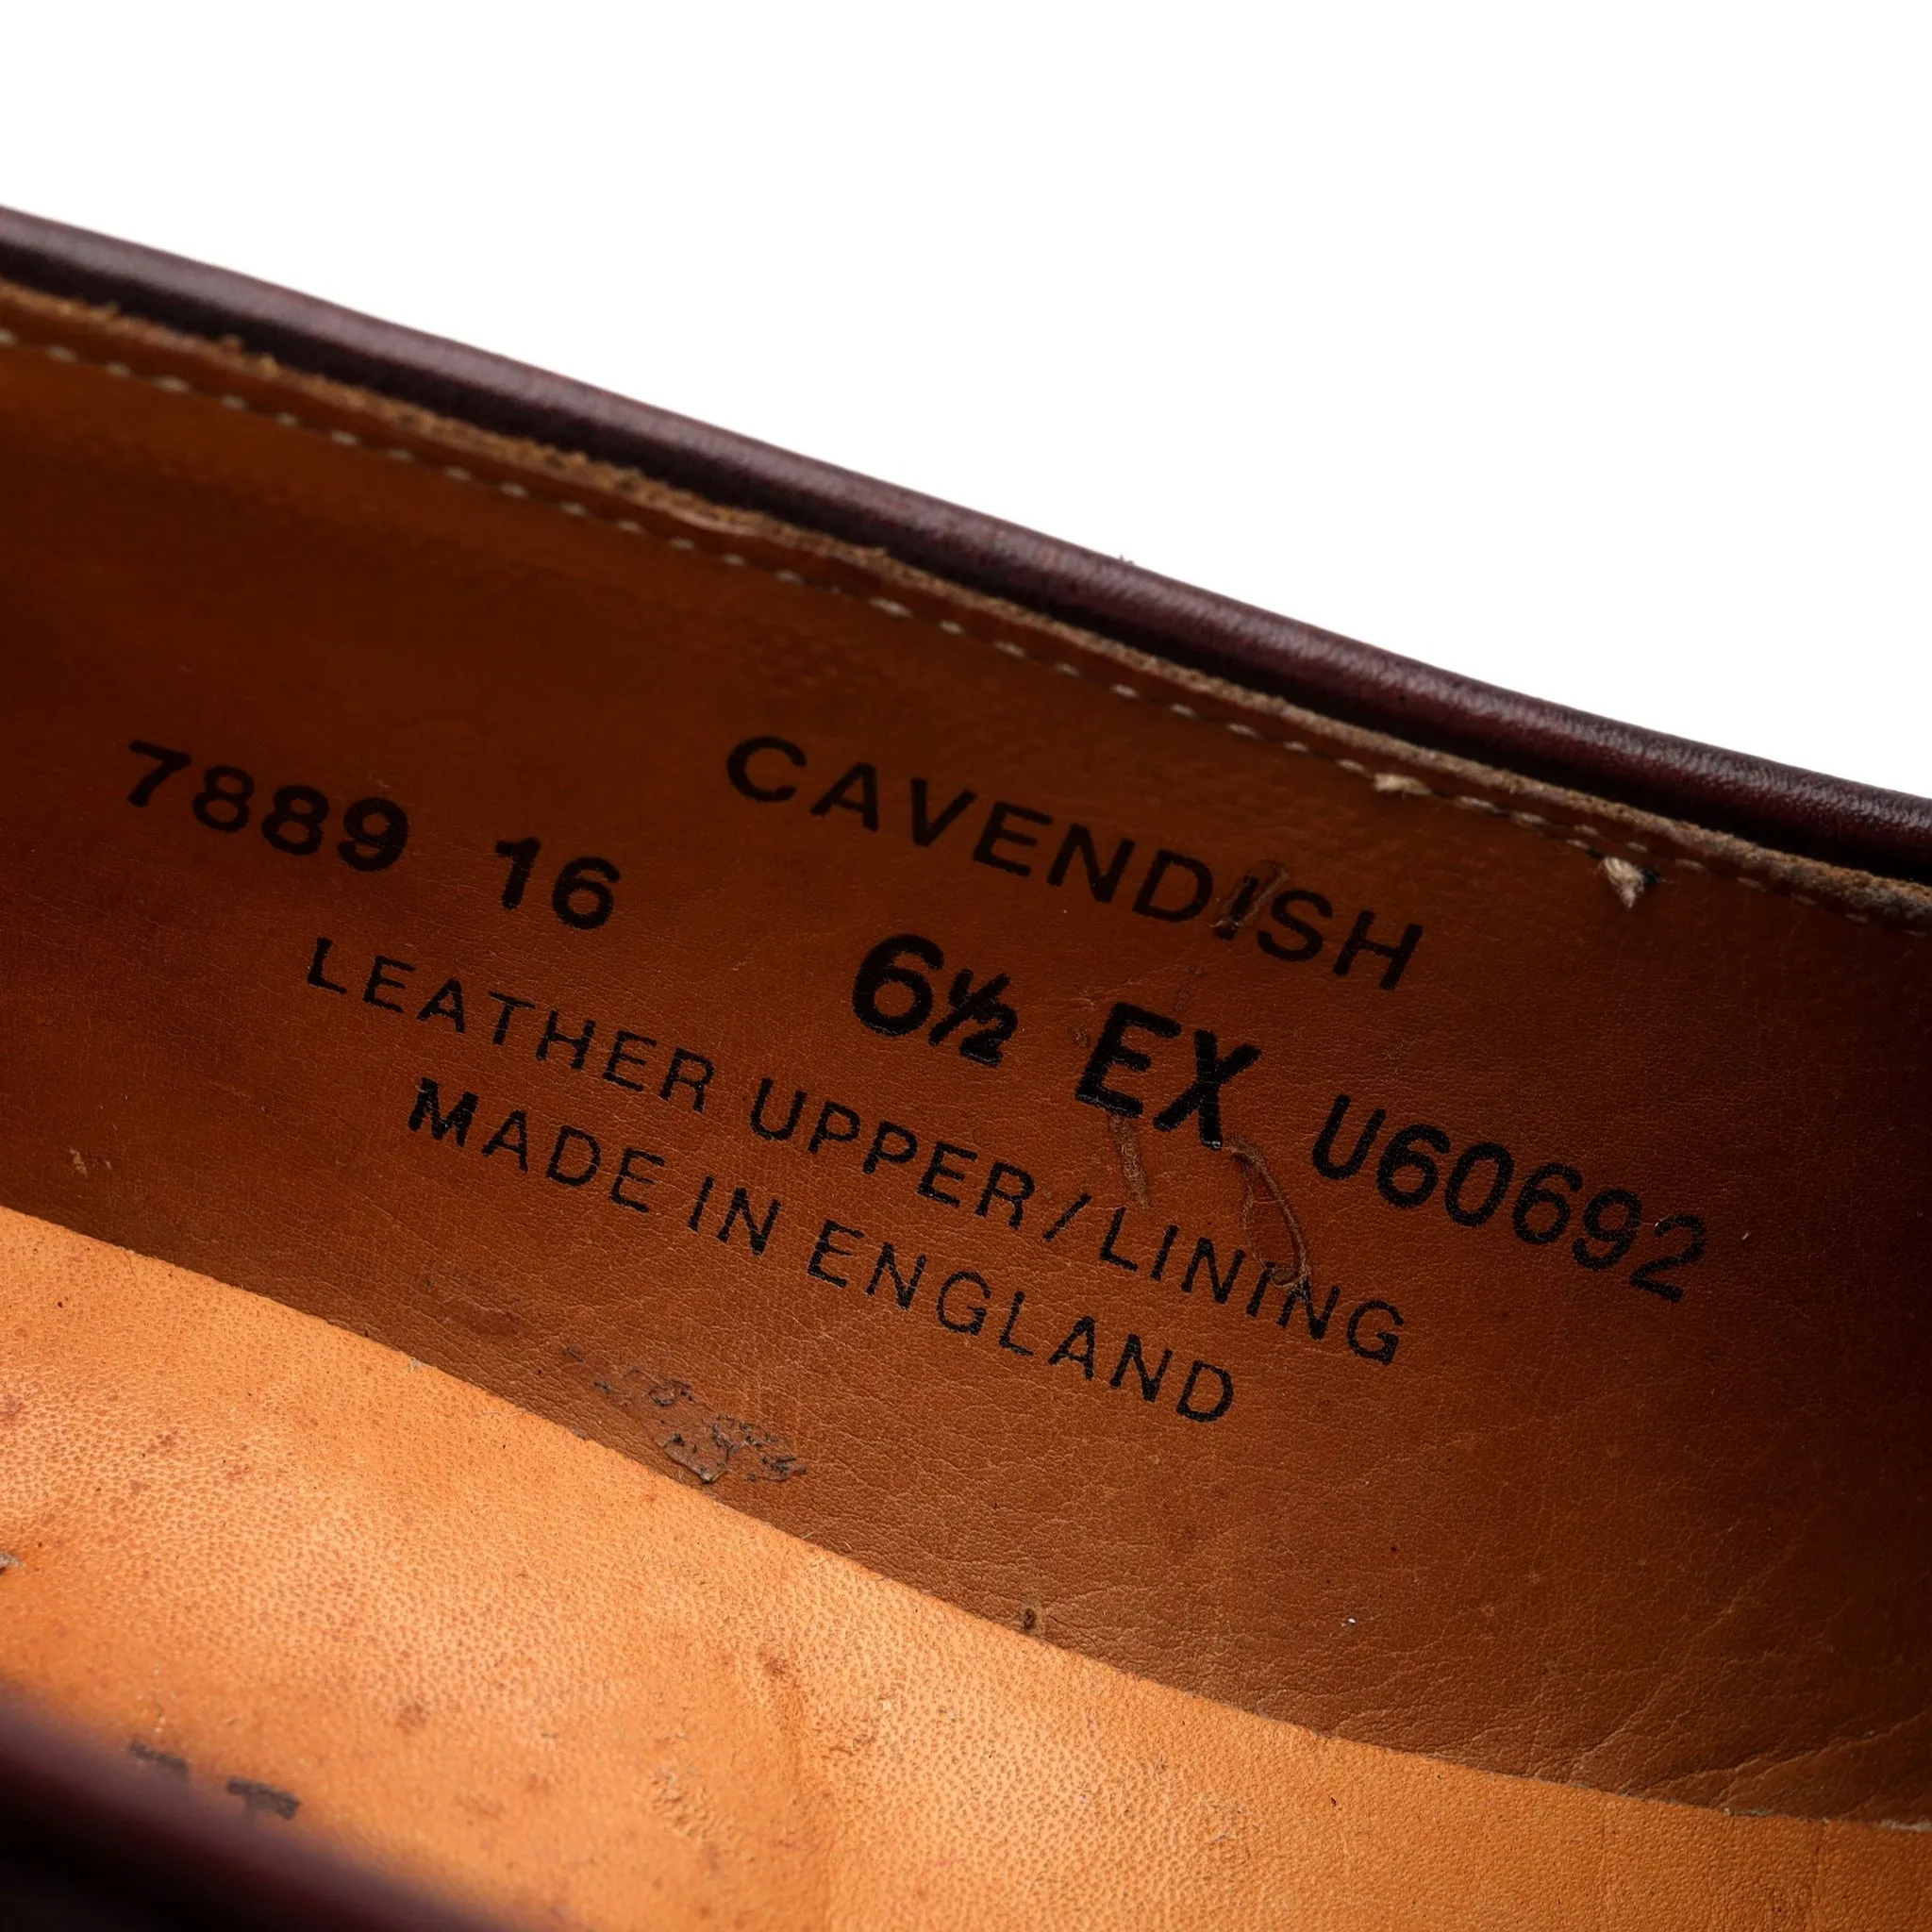 CAVENDISH
7889 16 6½ EX U60692
LEATHER UPPER/LINING
MADE IN ENGLAND